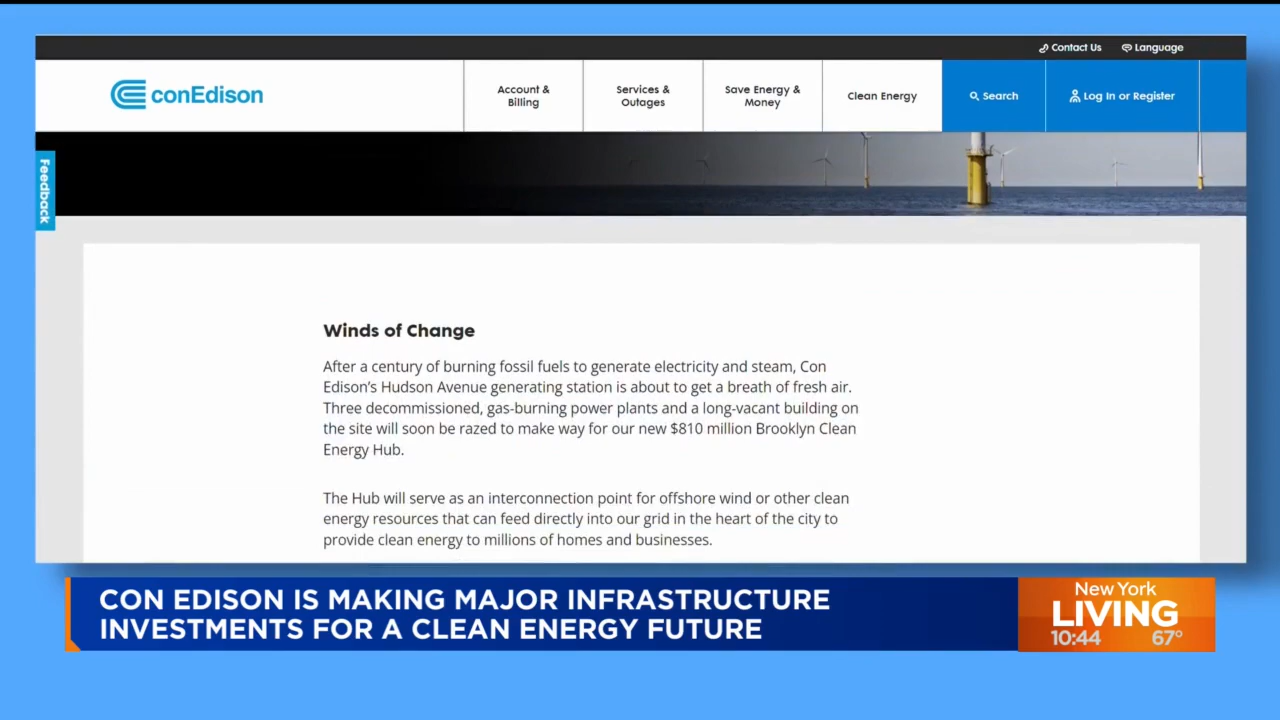 Contact Us
Language
conEdison
Account &
Billing
Services &
Outages
Save Energy &
Money
Clean Energy
Search
Log In or Register
Feedback
Winds of Change
After a century of burning fossil fuels to generate electricity and steam, Con
Edison’s Hudson Avenue generating station is about to get a breath of fresh air.
Three decommissioned, gas-burning power plants and a long-vacant building on
the site will soon be razed to make way for our new $810 million Brooklyn Clean
Energy Hub.
The Hub will serve as an interconnection point for offshore wind or other clean
energy resources that can feed directly into our grid in the heart of the city to
provide clean energy to millions of homes and businesses.
CON EDISON IS MAKING MAJOR INFRASTRUCTURE
INVESTMENTS FOR A CLEAN ENERGY FUTURE
New York
LIVING
10:44 67°